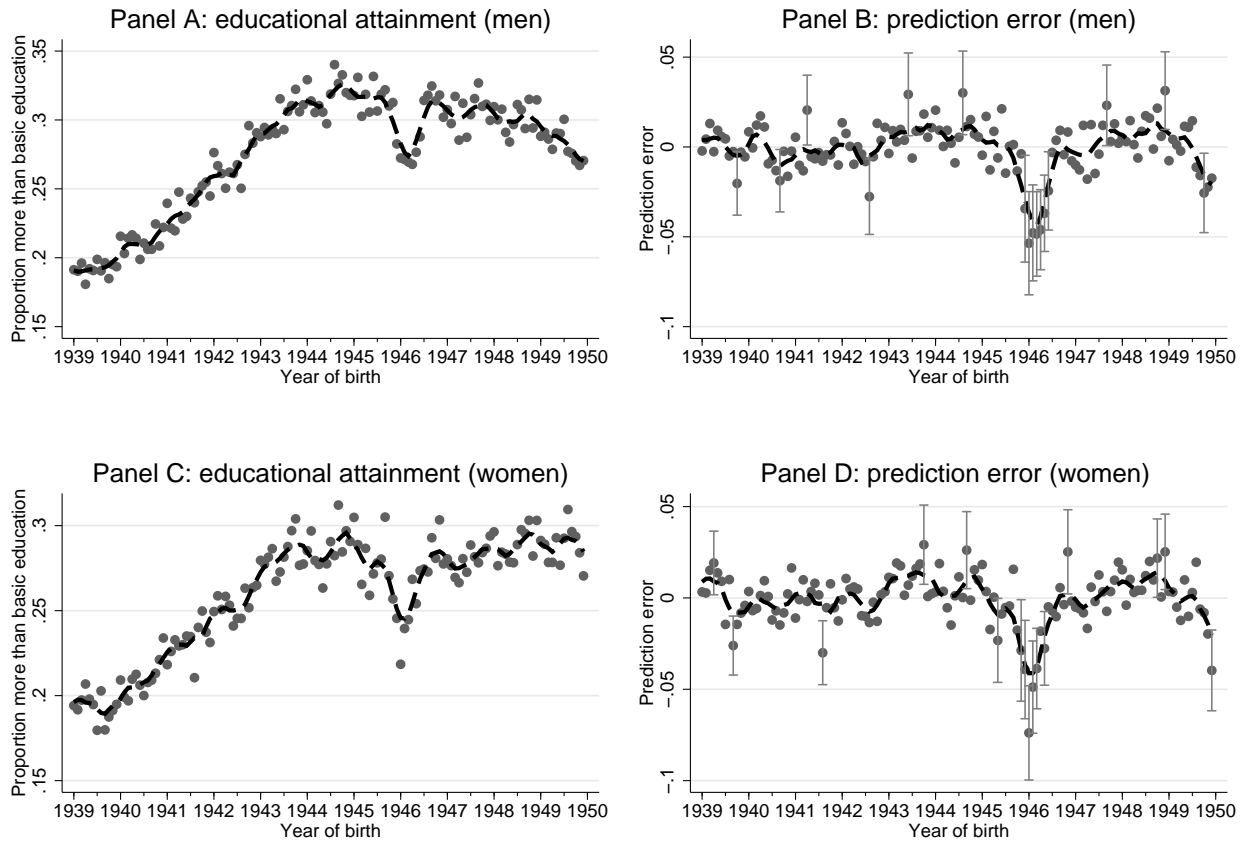 Panel A: educational attainment (men)
Proportion more than basic education
.35
.3
.25
.2
.15
1939 1940 1941 1942 1943 1944 1945 1946 1947 1948 1949 1950
Year of birth
Panel B: prediction error (men)
Prediction error
.05
0
−.05
−.1
1939 1940 1941 1942 1943 1944 1945 1946 1947 1948 1949 1950
Year of birth
Panel C: educational attainment (women)
Proportion more than basic education
.3
.25
.2
.15
1939 1940 1941 1942 1943 1944 1945 1946 1947 1948 1949 1950
Year of birth
Panel D: prediction error (women)
Prediction error
.05
0
−.05
−.1
1939 1940 1941 1942 1943 1944 1945 1946 1947 1948 1949 1950
Year of birth